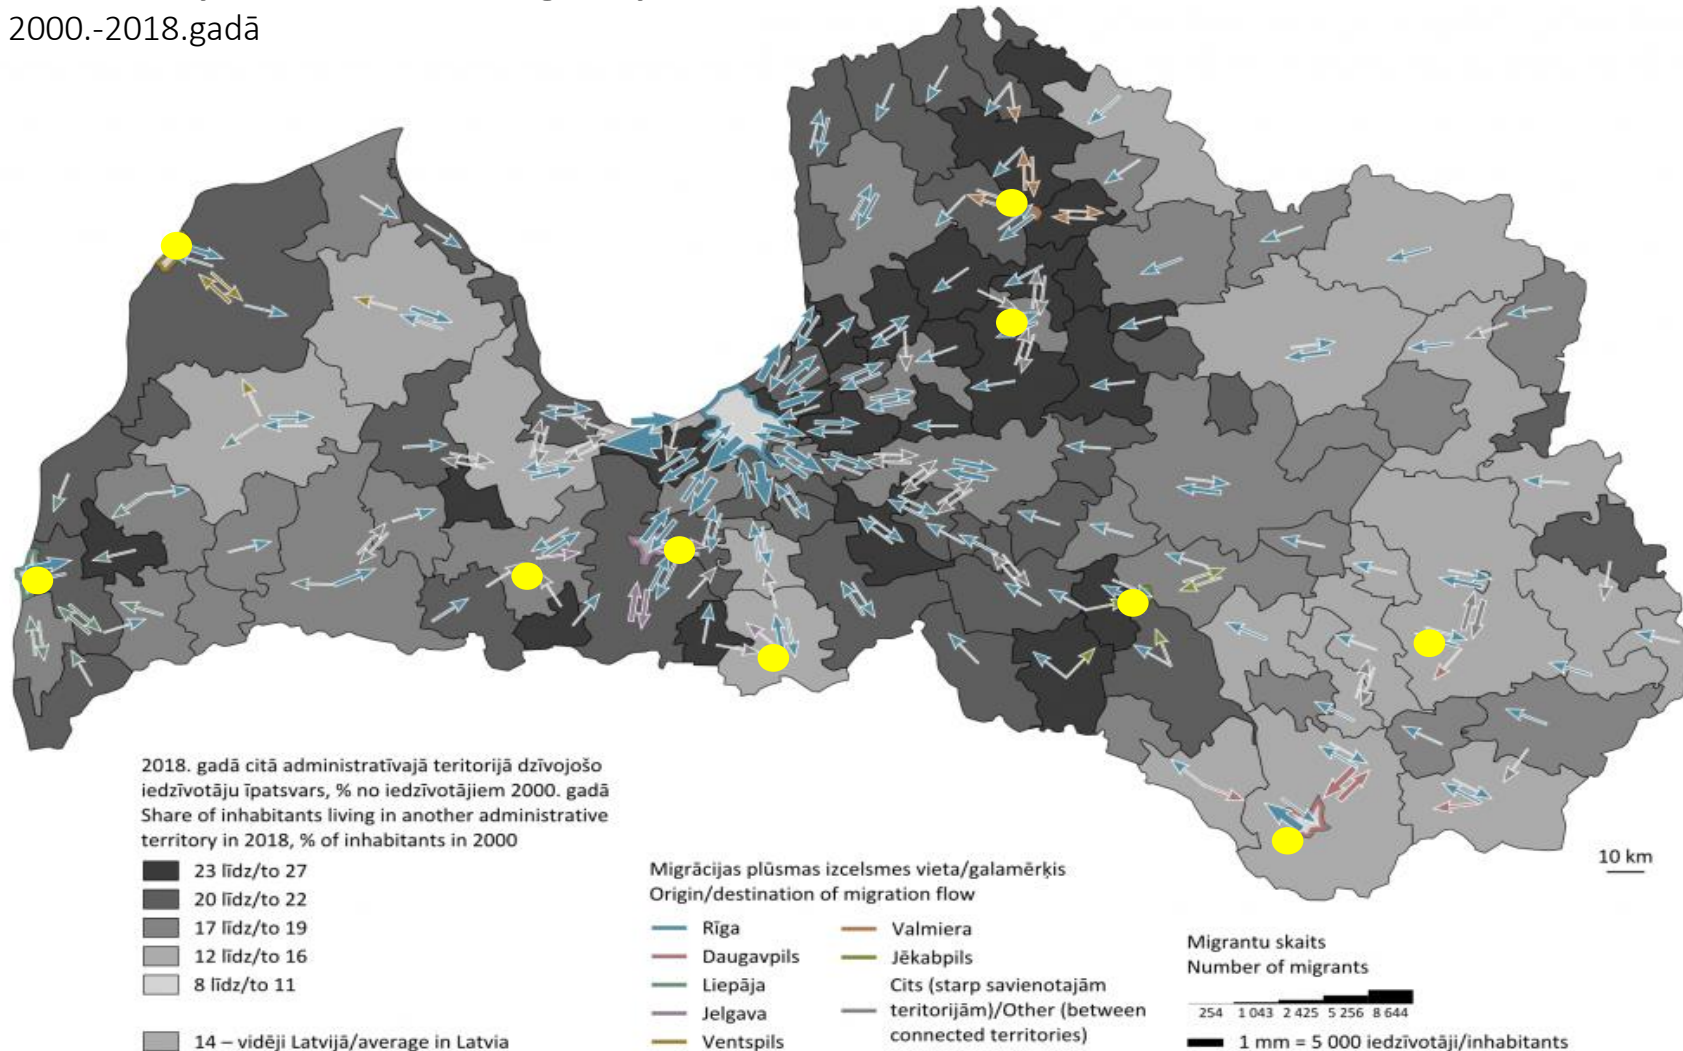 2000.-2018.gadā
2018. gadā citā administratīvajā teritorijā dzīvojošo
iedzīvotāju īpatsvars, % no iedzīvotājiem 2000. gadā
Share of inhabitants living in another administrative
territory in 2018, % of inhabitants in 2000
23 līdz/to 27
20 līdz/to 22
17 līdz/to 19
12 līdz/to 16
8 līdz/to 11
14 – vidēji Latvijā/average in Latvia
Migrācijas plūsmas izcelsmes vieta/galamērķis
Origin/destination of migration flow
Rīga
Daugavpils
Liepāja
Jelgava
Ventspils
Valmiera
Jēkabpils
Cits (starp savienotajām
teritorijām)/Other (between
connected territories)
10 km
Migrantu skaits
Number of migrants
254 1 043 2 425 5 256 8 644
1 mm = 5 000 iedzīvotāji/inhabitants